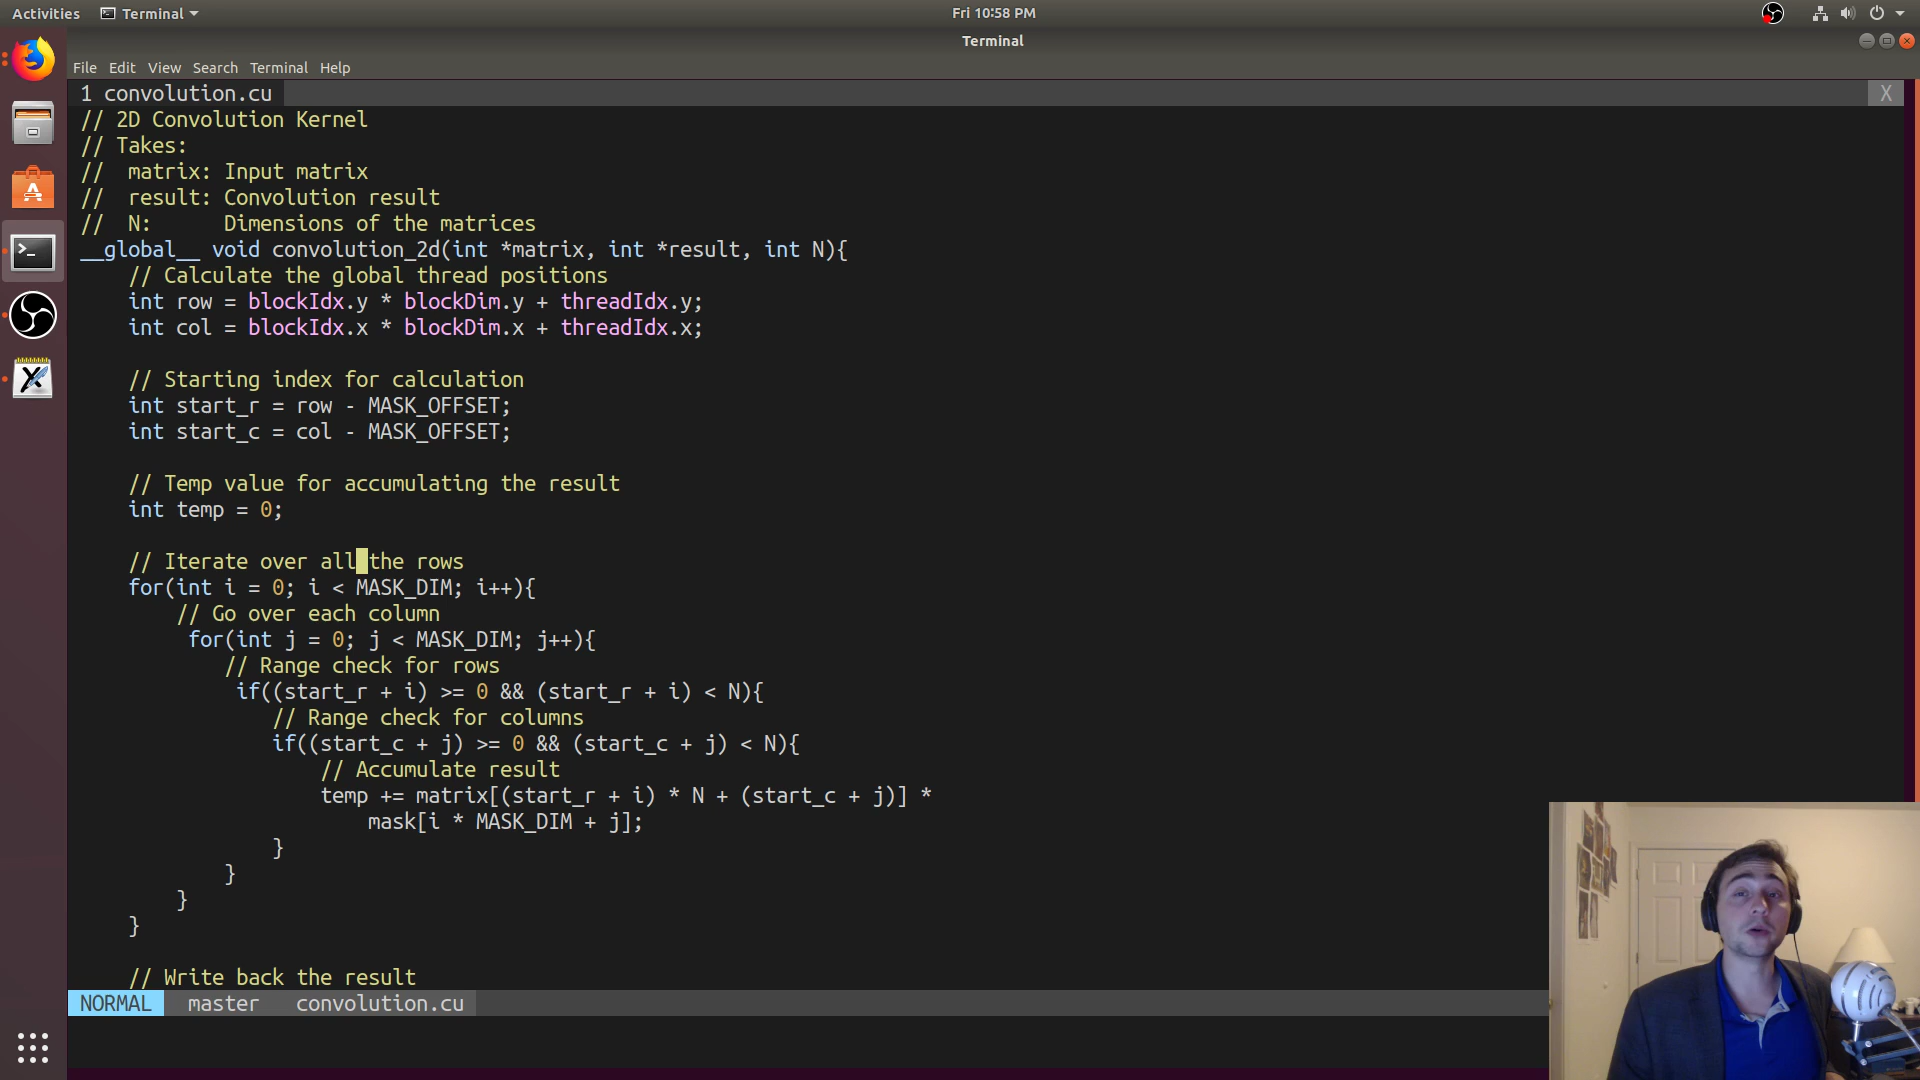 Activities Terminal Fri 10:58 PM
Terminal
File Edit View Search Terminal Help
1 convolution.cu X
// 2D Convolution Kernel
// Takes:
//  matrix: Input matrix
//  result: Convolution result
//  N:      Dimensions of the matrices
__global__ void convolution_2d(int *matrix, int *result, int N){
    // Calculate the global thread positions
    int row = blockIdx.y * blockDim.y + threadIdx.y;
    int col = blockIdx.x * blockDim.x + threadIdx.x;
    // Starting index for calculation
    int start_r = row - MASK_OFFSET;
    int start_c = col - MASK_OFFSET;
    // Temp value for accumulating the result
    int temp = 0;
    // Iterate over all the rows
    for(int i = 0; i < MASK_DIM; i++){
        // Go over each column
         for(int j = 0; j < MASK_DIM; j++){
            // Range check for rows
             if((start_r + i) >= 0 && (start_r + i) < N){
                // Range check for columns
                if((start_c + j) >= 0 && (start_c + j) < N){
                    // Accumulate result
                    temp += matrix[(start_r + i) * N + (start_c + j)] *
                        mask[i * MASK_DIM + j];
                }
            }
        }
    }
    // Write back the result
NORMAL master convolution.cu